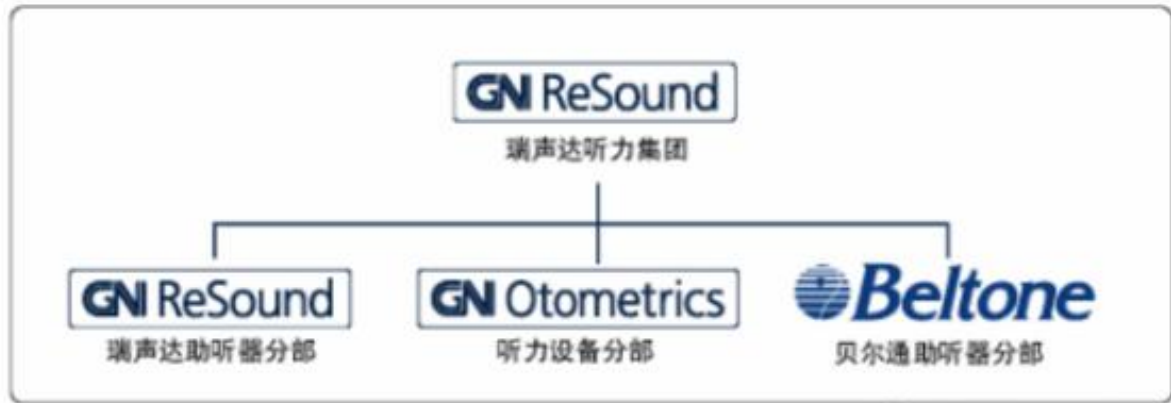 GN ReSound
瑞声达听力集团
GN ReSound
瑞声达助听器分部
GN Otometrics
听力设备分部
Beltone
贝尔通助听器分部